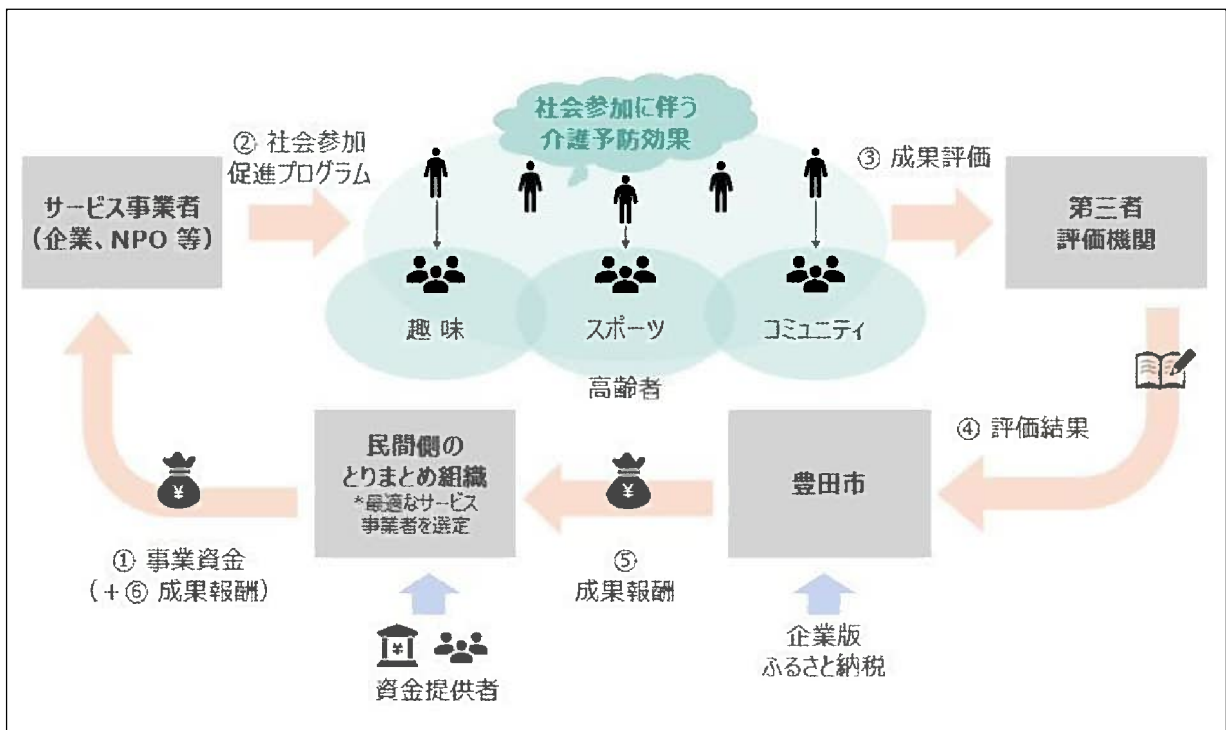 社会参加に伴う
介護予防効果
② 社会参加
促進プログラム
③ 成果評価
サービス事業者
（企業、NPO 等）
第三者
評価機関
趣 味
スポーツ
コミュニティ
高齢者
④ 評価結果
民間側の
とりまとめ組織
*最適なサービス
事業者を選定
豊田市
¥
¥
① 事業資金
（＋⑥ 成果報酬）
⑤
成果報酬
¥
資金提供者
企業版
ふるさと納税